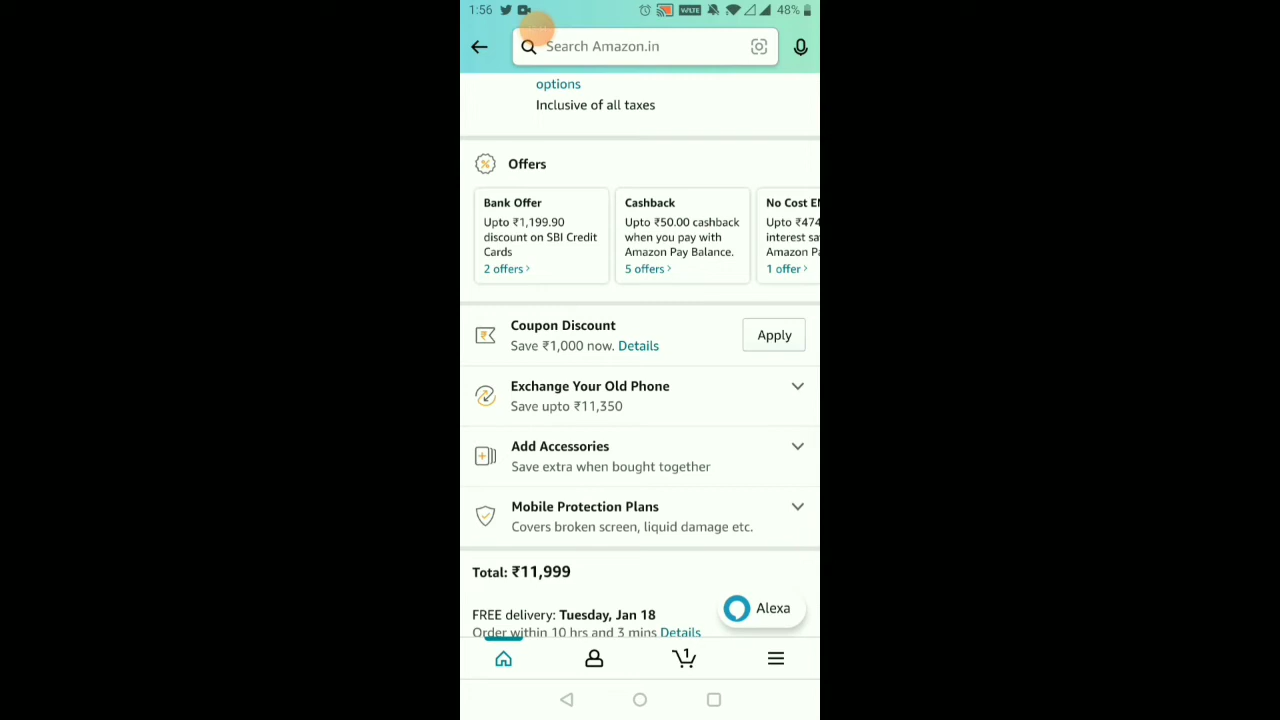 1:56
VoLTE
48%
Search Amazon.in
options
Inclusive of all taxes
Offers
Bank Offer
Upto ₹1,199.90
discount on SBI Credit
Cards
2 offers ›
Cashback
Upto ₹50.00 cashback
when you pay with
Amazon Pay Balance.
5 offers ›
No Cost EM
Upto ₹474
interest sa
Amazon Pa
1 offer ›
Coupon Discount
Save ₹1,000 now. Details
Apply
Exchange Your Old Phone
Save upto ₹11,350
Add Accessories
Save extra when bought together
Mobile Protection Plans
Covers broken screen, liquid damage etc.
Total: ₹11,999
FREE delivery: Tuesday, Jan 18
Order within 10 hrs and 3 mins Details
Alexa
1